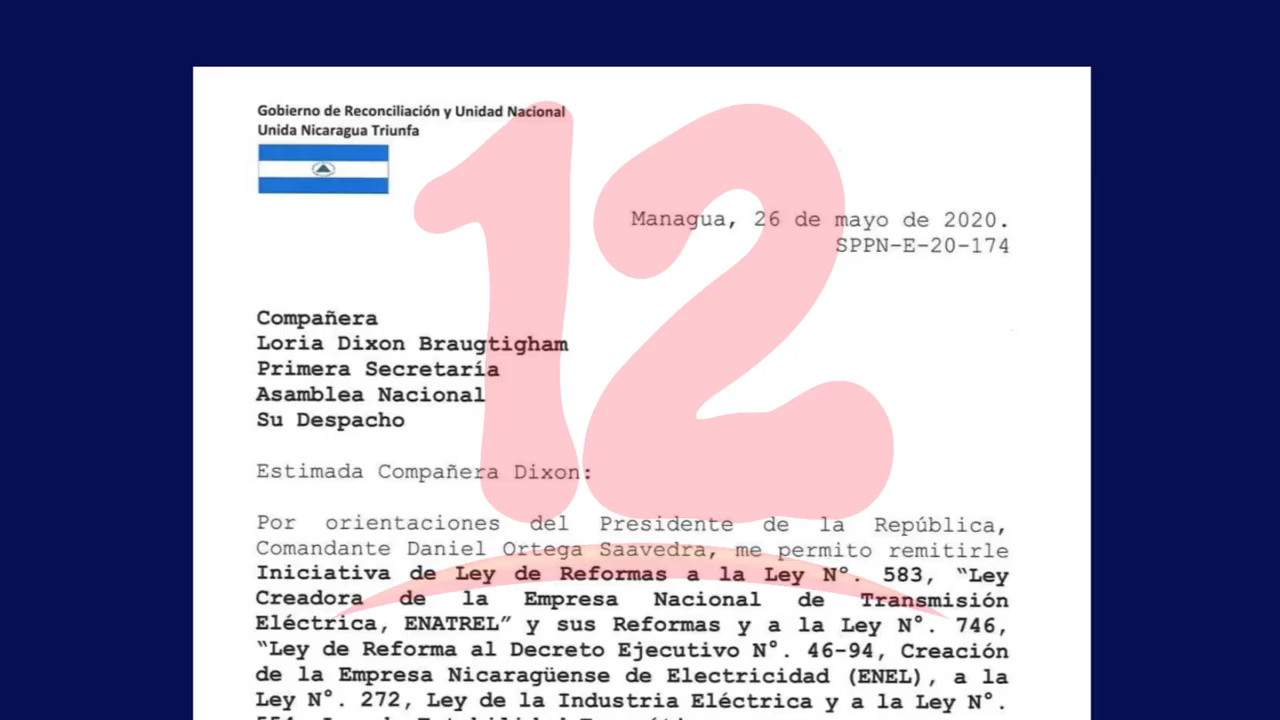 Gobierno de Reconciliación y Unidad Nacional
Unida Nicaragua Triunfa
12
Managua, 26 de mayo de 2020.
SPPN-E-20-174
Compañera
Loria Dixon Braugtigham
Primera Secretaría
Asamblea Nacional
Su Despacho
Estimada Compañera Dixon:
Por orientaciones del Presidente de la República,
Comandante Daniel Ortega Saavedra, me permito remitirle
Iniciativa de Ley de Reformas a la Ley N°. 583, “Ley
Creadora de la Empresa Nacional de Transmisión
Eléctrica, ENATREL” y sus Reformas y a la Ley N°. 746,
“Ley de Reforma al Decreto Ejecutivo N°. 46-94, Creación
de la Empresa Nicaragüense de Electricidad (ENEL), a la
Ley N°. 272, Ley de la Industria Eléctrica y a la Ley N°.